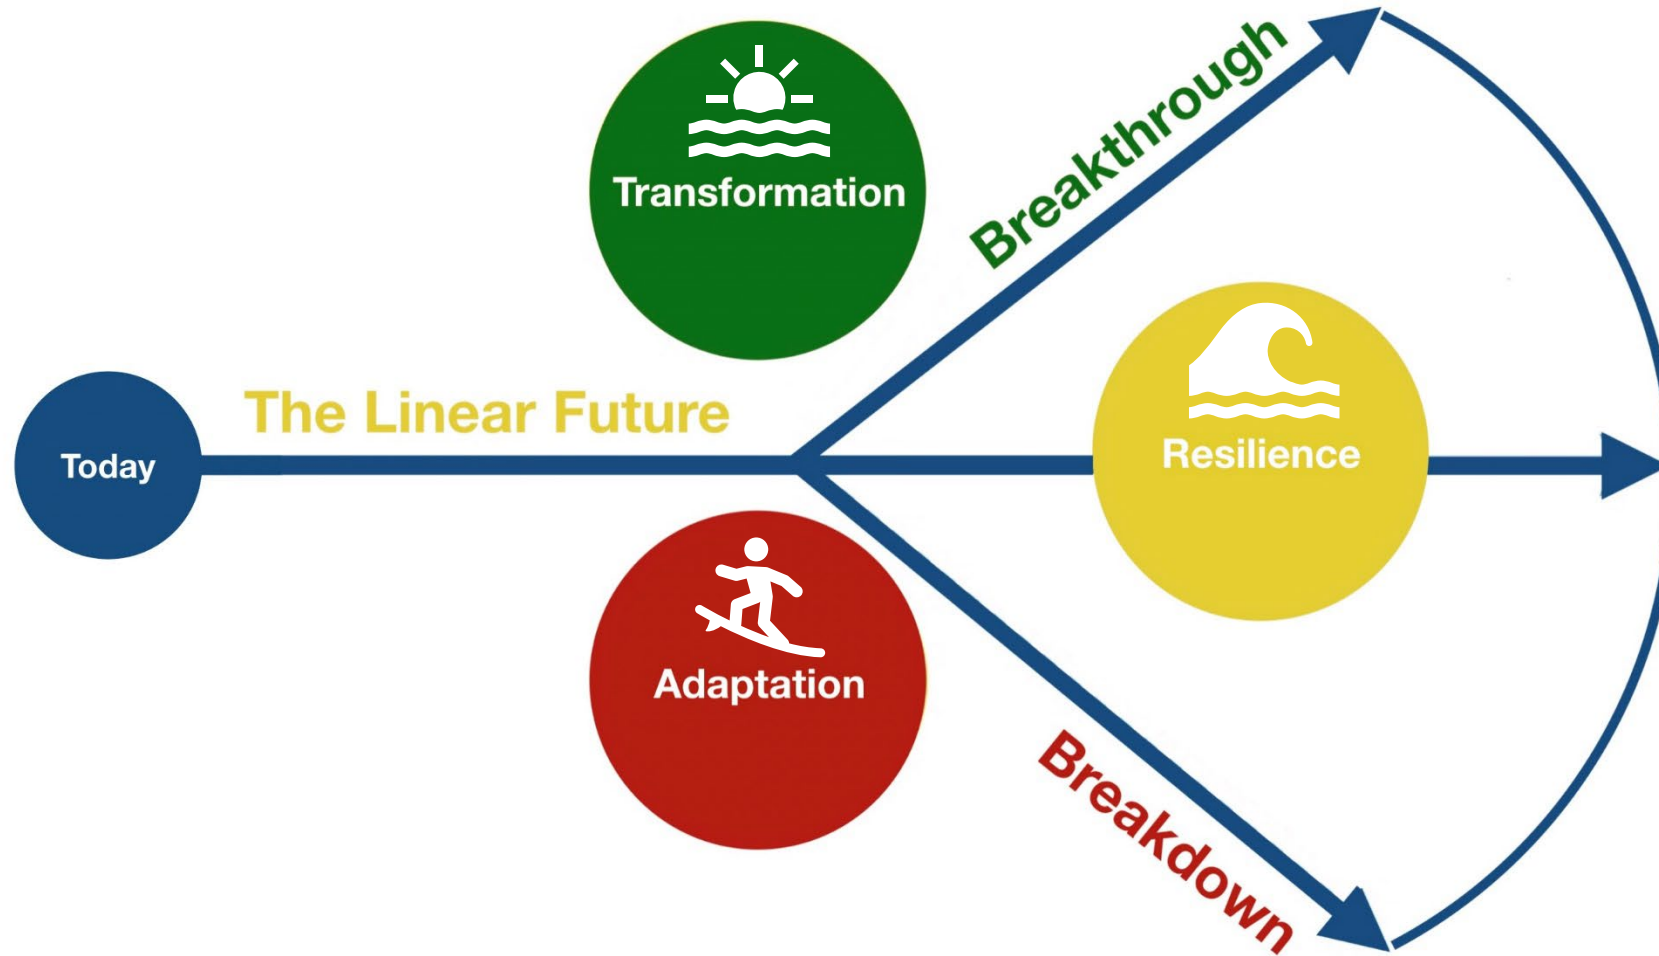 Transformation
Breakthrough
The Linear Future
Today
Resilience
Adaptation
Breakdown